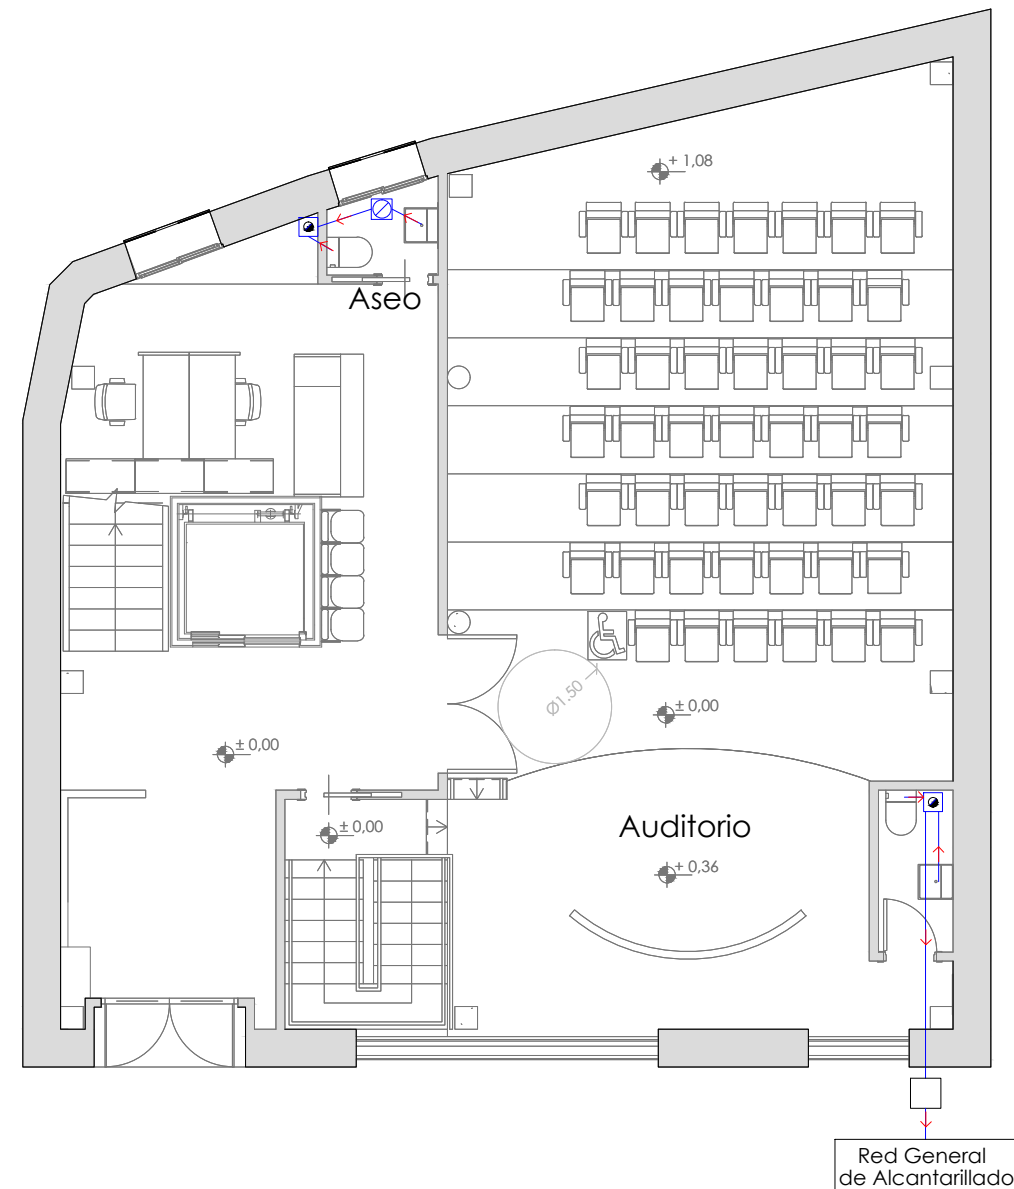 + 1,08
Aseo
Ø1.50
± 0,00
± 0,00
± 0,00
Auditorio
+ 0,36
Red General
de Alcantarillado